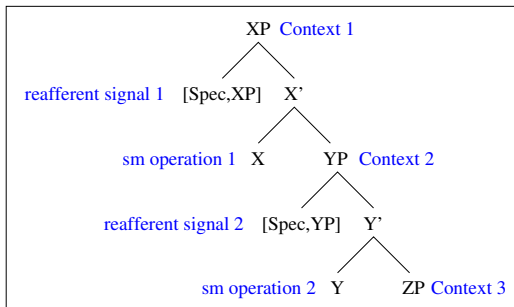 XP Context 1
reafferent signal 1 [Spec,XP] X'
sm operation 1 X YP Context 2
reafferent signal 2 [Spec,YP] Y'
sm operation 2 Y ZP Context 3